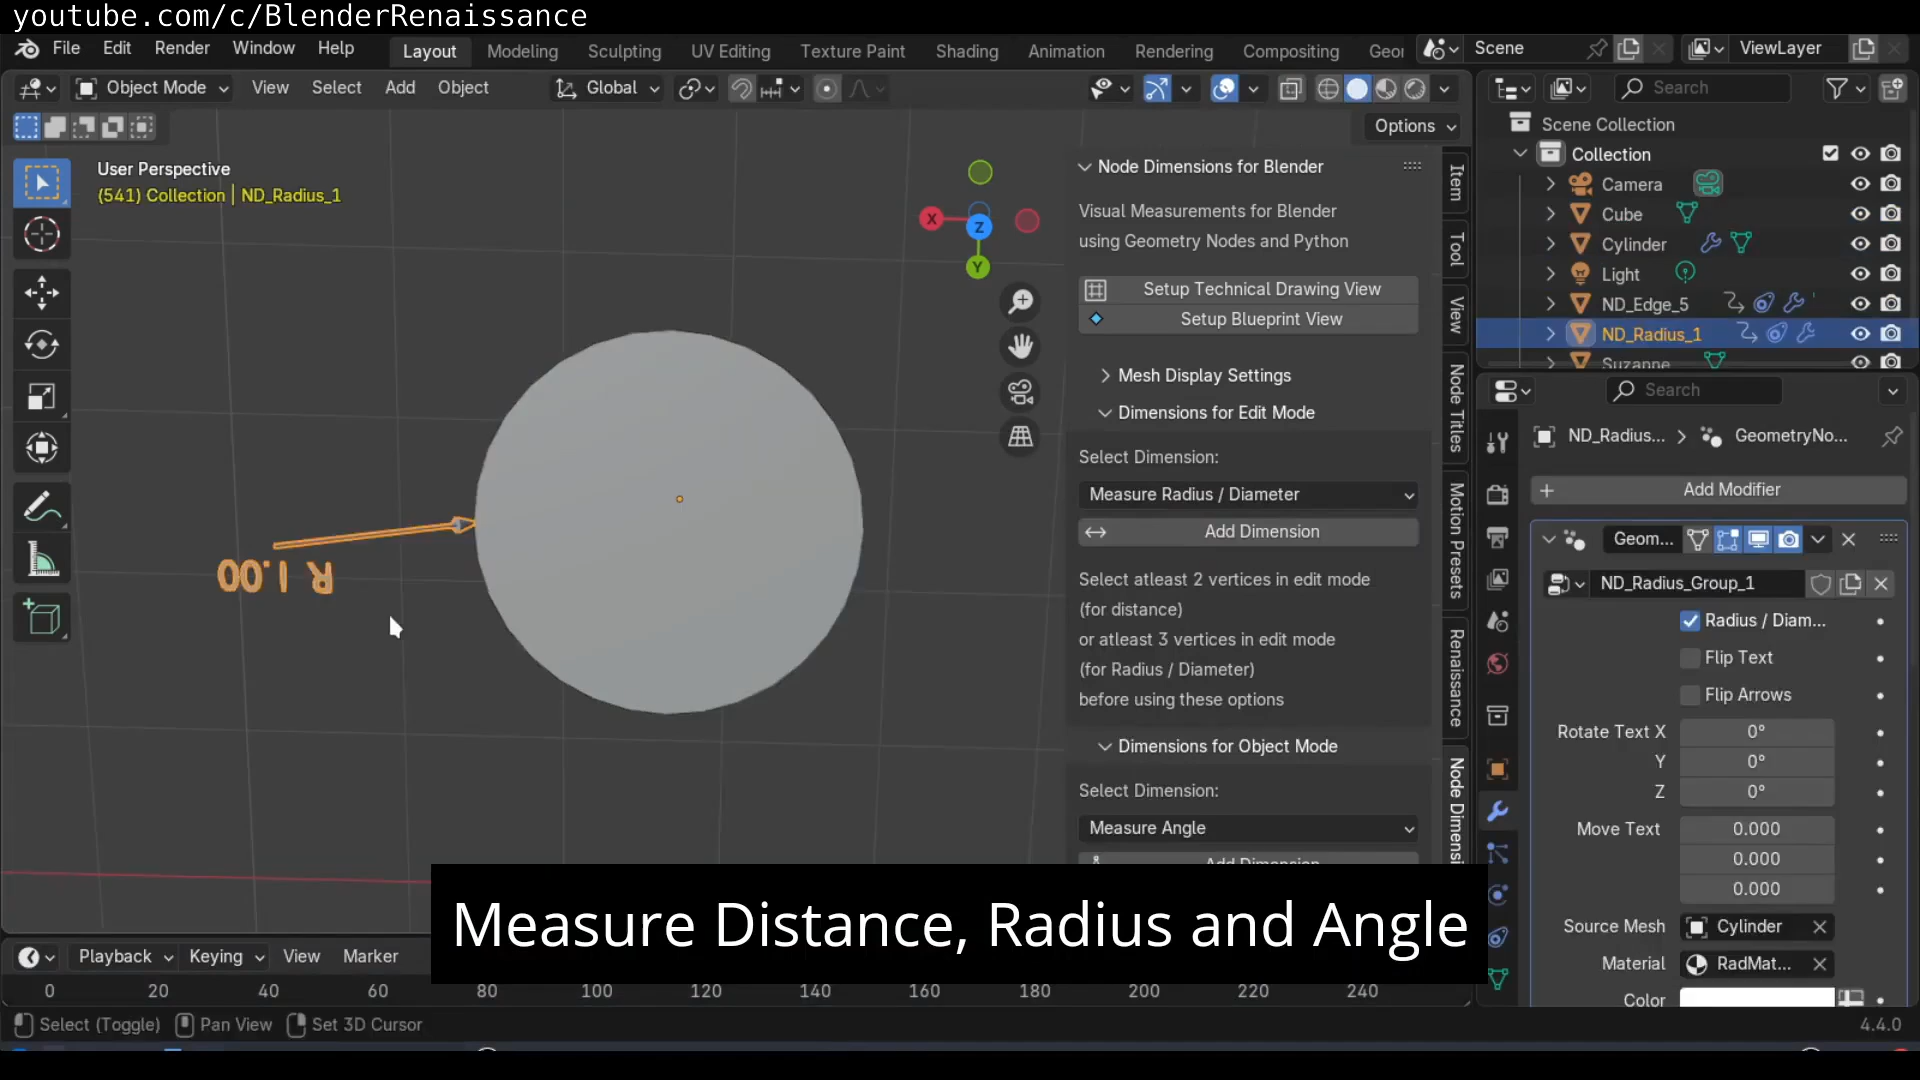 youtube.com/c/BlenderRenaissance
File Edit Render Window Help Layout Modeling Sculpting UV Editing Texture Paint Shading Animation Rendering Compositing Scene ViewLayer
Object Mode View Select Add Object Global Search
Options
User Perspective
(541) Collection | ND_Radius_1
X
Z
Y
R 1.00
Node Dimensions for Blender
Visual Measurements for Blender
using Geometry Nodes and Python
Setup Technical Drawing View
Setup Blueprint View
Mesh Display Settings
Dimensions for Edit Mode
Select Dimension:
Measure Radius / Diameter
Add Dimension
Select atleast 2 vertices in edit mode
(for distance)
or atleast 3 vertices in edit mode
(for Radius / Diameter)
before using these options
Dimensions for Object Mode
Select Dimension:
Measure Angle
Add Dimension
Item
Tool
View
Node Titles
Motion Presets
Renaissance
Node Dimensi
Scene Collection
Collection
Camera
Cube
Cylinder
Light
ND_Edge_5
ND_Radius_1
Suzanne
Search
ND_Radius... GeometryNo...
Add Modifier
Geom...
ND_Radius_Group_1
Radius / Diam...
Flip Text
Flip Arrows
Rotate Text X 0°
Y 0°
Z 0°
Move Text 0.000
0.000
0.000
Source Mesh Cylinder
Material RadMat...
Color
Measure Distance, Radius and Angle
Playback Keying View Marker
0 20 40 60 80 100 120 140 160 180 200 220 240
Select (Toggle) Pan View Set 3D Cursor 4.4.0